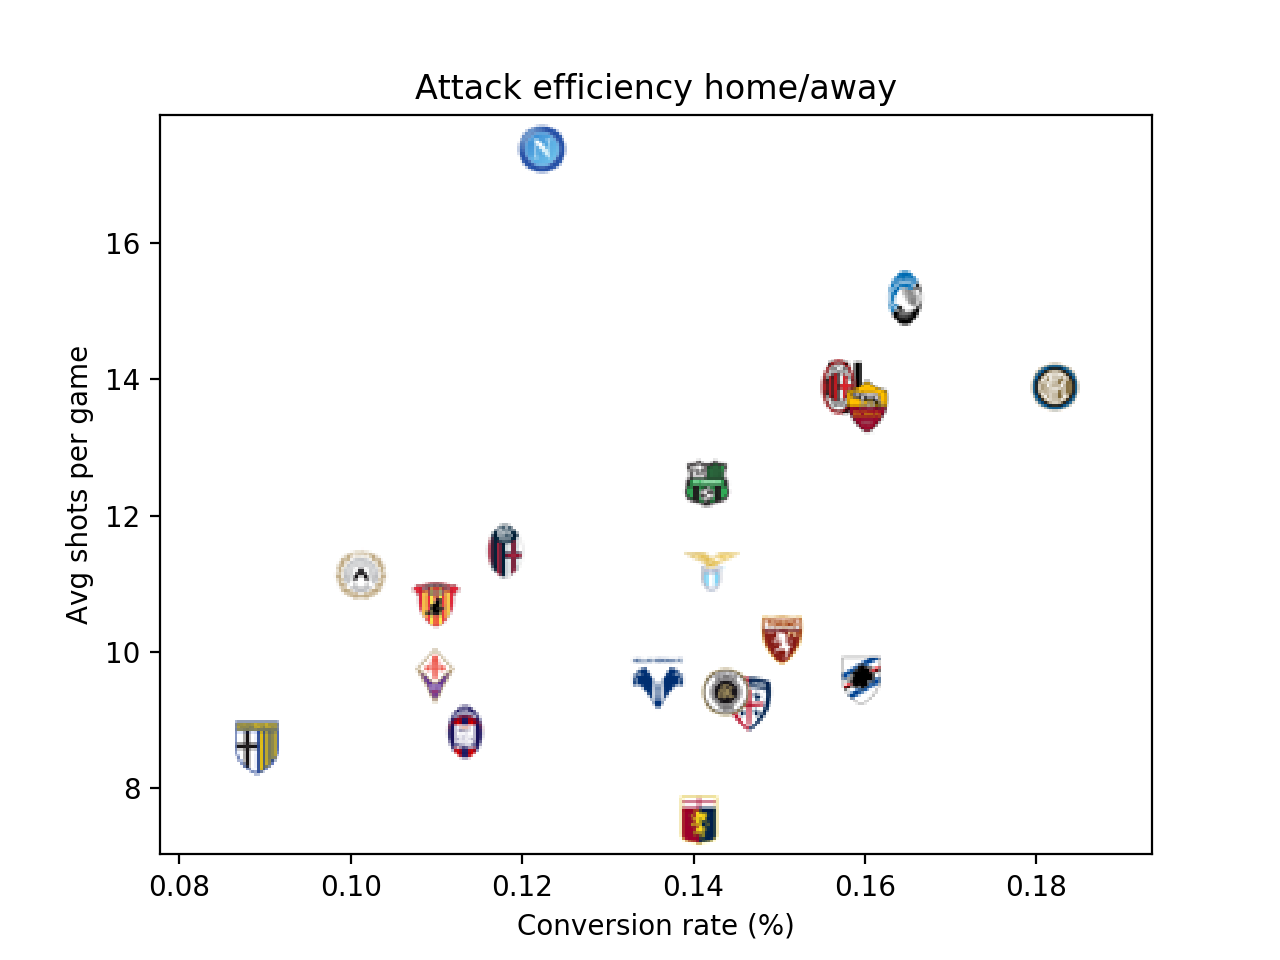 Attack efficiency home/away
16
14
12
10
8
Avg shots per game
0.08 0.10 0.12 0.14 0.16 0.18
Conversion rate (%)
N
TORINO